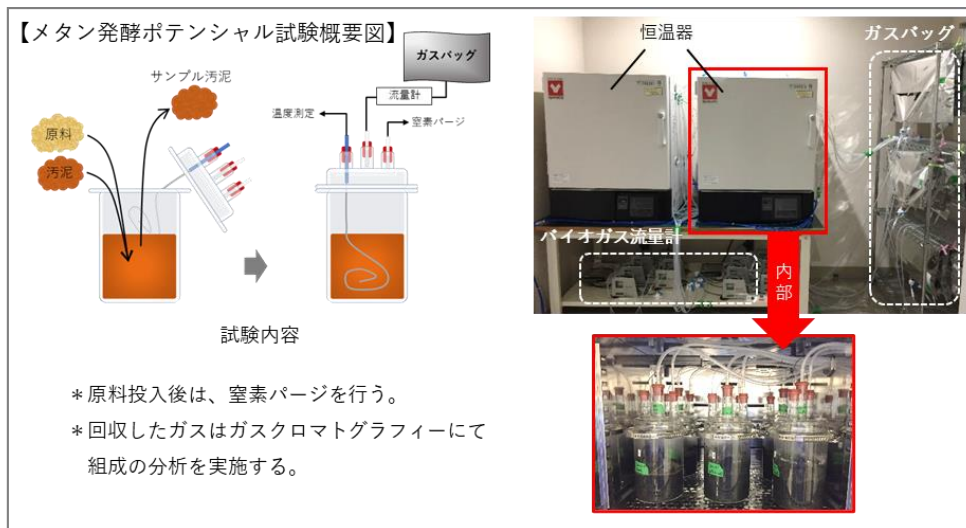 【メタン発酵ポテンシャル試験概要図】
ガスバッグ
サンプル汚泥
流量計
温度測定
窒素パージ
原料
汚泥
試験内容
＊原料投入後は、窒素パージを行う。
＊回収したガスはガスクロマトグラフィーにて
組成の分析を実施する。
恒温器
ガスバッグ
バイオガス流量計
内部